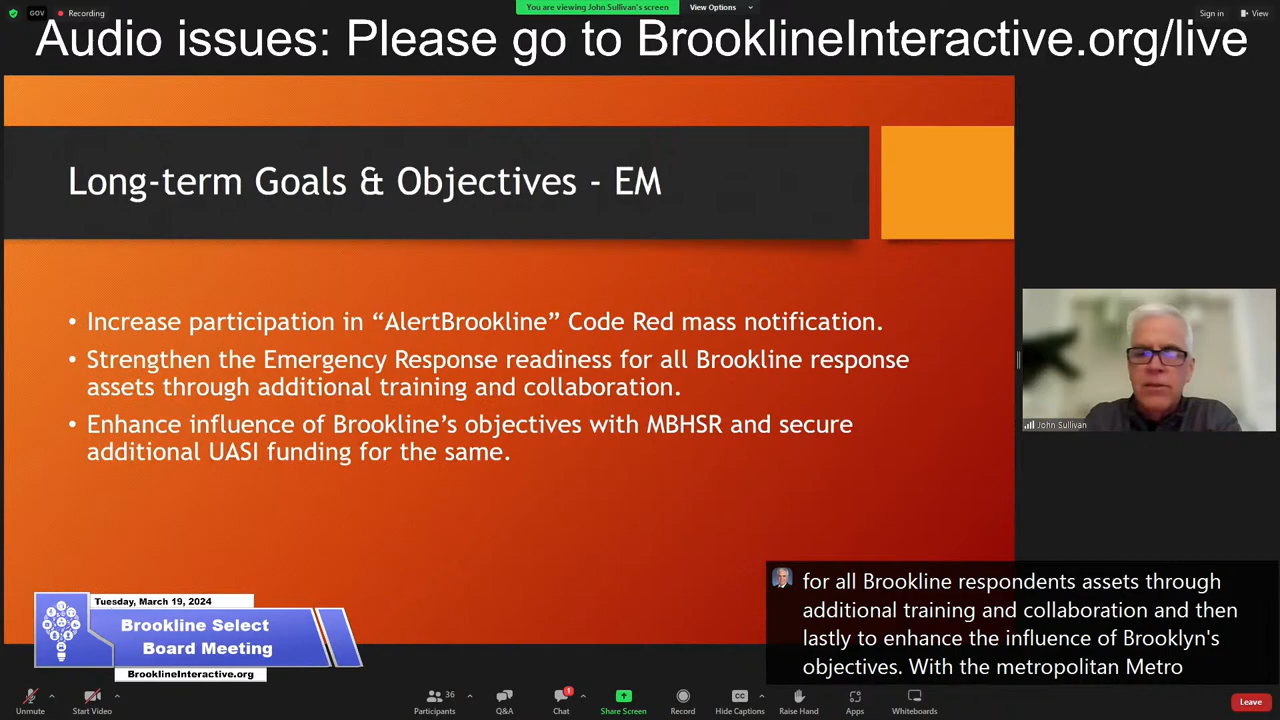 GOV
Recording
You are viewing John Sullivan's screen
View Options
Sign in
View
Audio issues: Please go to BrooklineInteractive.org/live
Long-term Goals & Objectives - EM
• Increase participation in “AlertBrookline” Code Red mass notification.
• Strengthen the Emergency Response readiness for all Brookline response
assets through additional training and collaboration.
• Enhance influence of Brookline’s objectives with MBHSR and secure
additional UASI funding for the same.
John Sullivan
for all Brookline respondents assets through
additional training and collaboration and then
lastly to enhance the influence of Brooklyn's
objectives. With the metropolitan Metro
Tuesday, March 19, 2024
Brookline Select
Board Meeting
BrooklineInteractive.org
Unmute
Start Video
Participants
36
Q&A
Chat
1
Share Screen
Record
Hide Captions
Raise Hand
Apps
Whiteboards
Leave